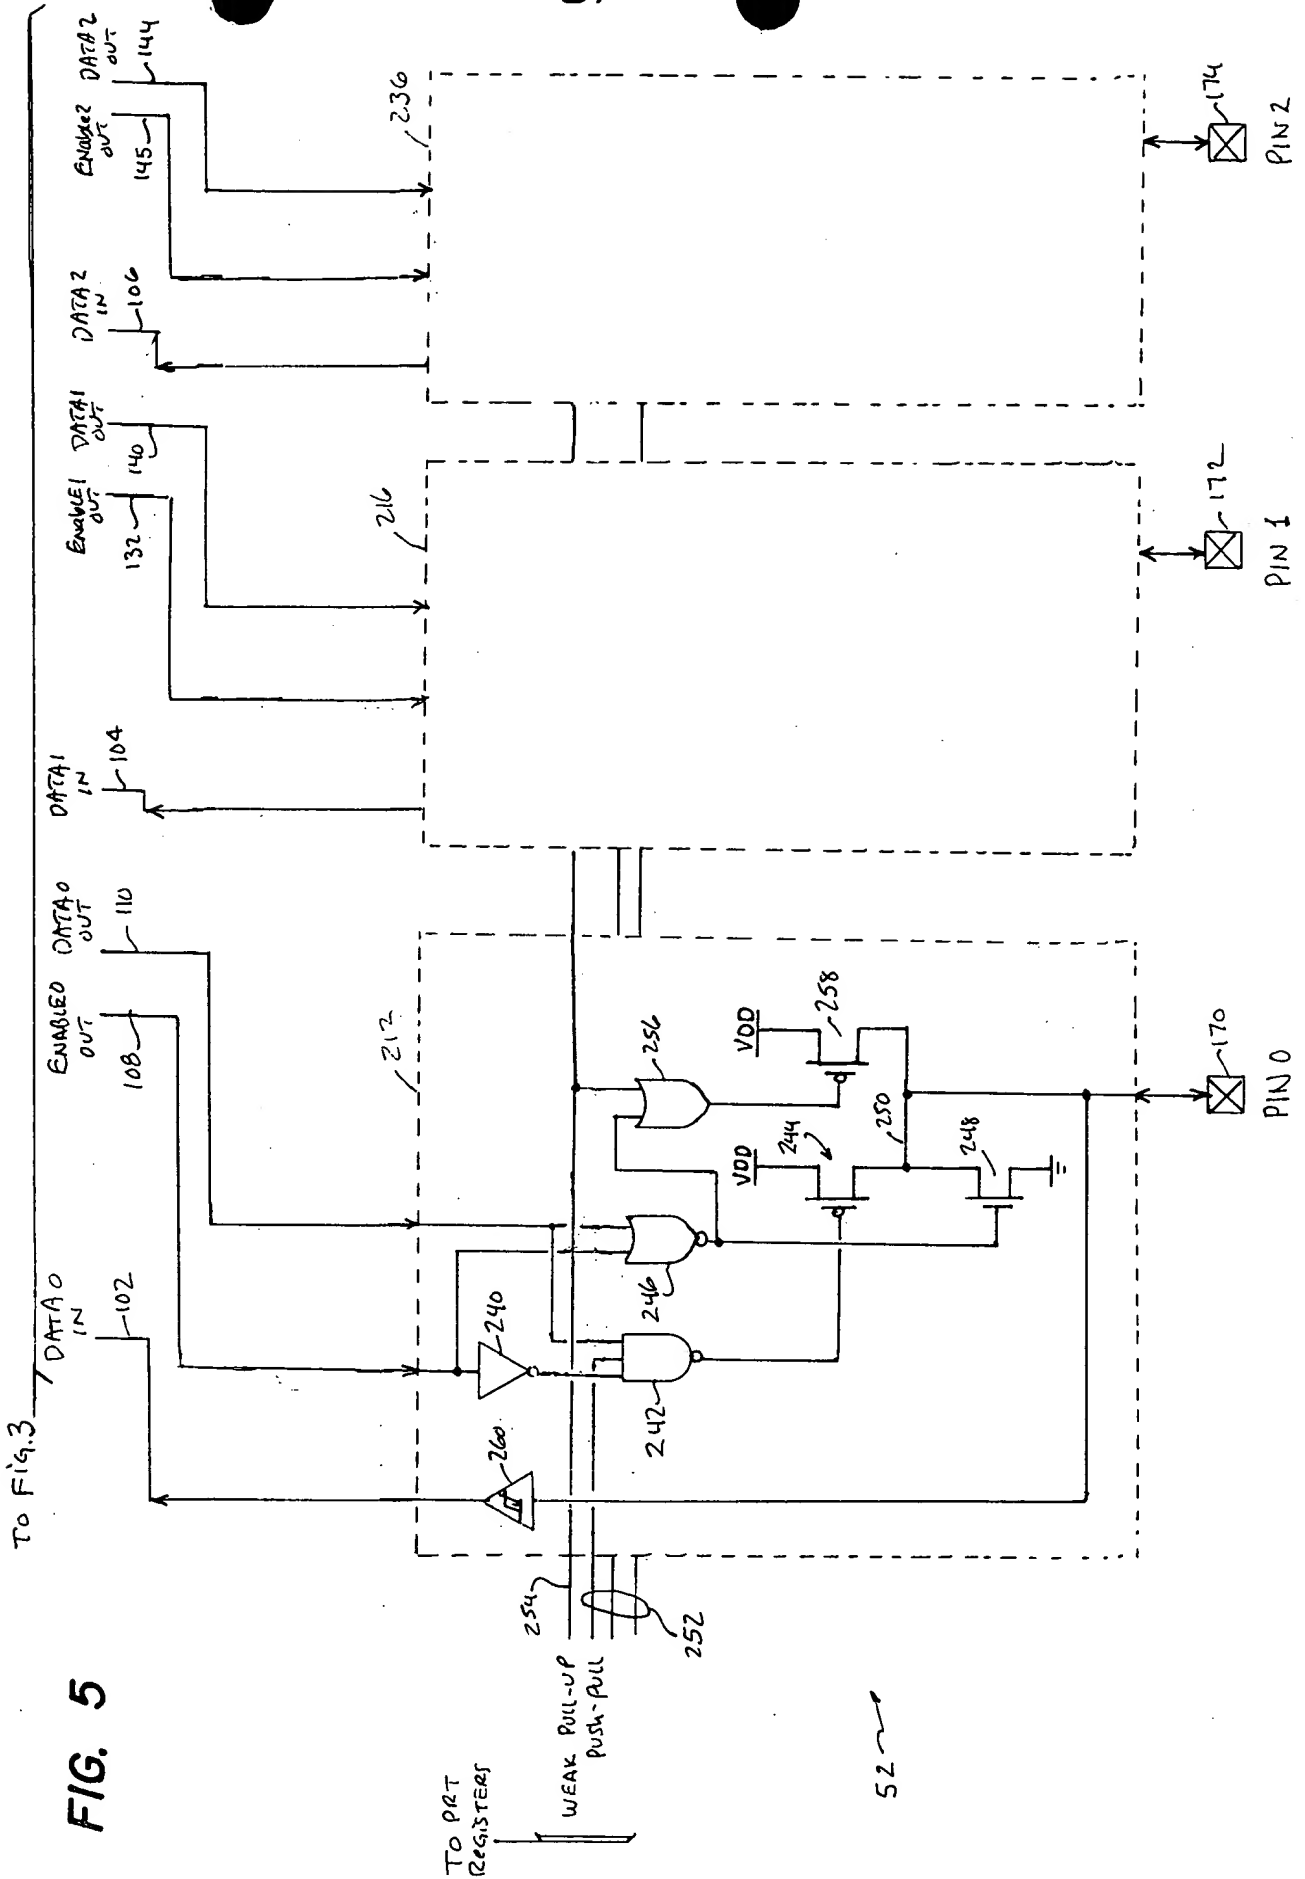 FIG. 5
TO FIG.3
DATA0
IN
102
ENABLE0
OUT
108
DATA0
OUT
110
DATA1
IN
104
ENABLE1
OUT
132
DATA1
OUT
140
DATA2
IN
106
ENABLE2
OUT
145
DATA2
OUT
144
212
216
236
260
240
242
246
256
VDD
244
VDD
258
250
248
254
252
TO PRT
REGISTERS
WEAK PULL-UP
PUSH-PULL
52
170
PIN 0
172
PIN 1
174
PIN 2